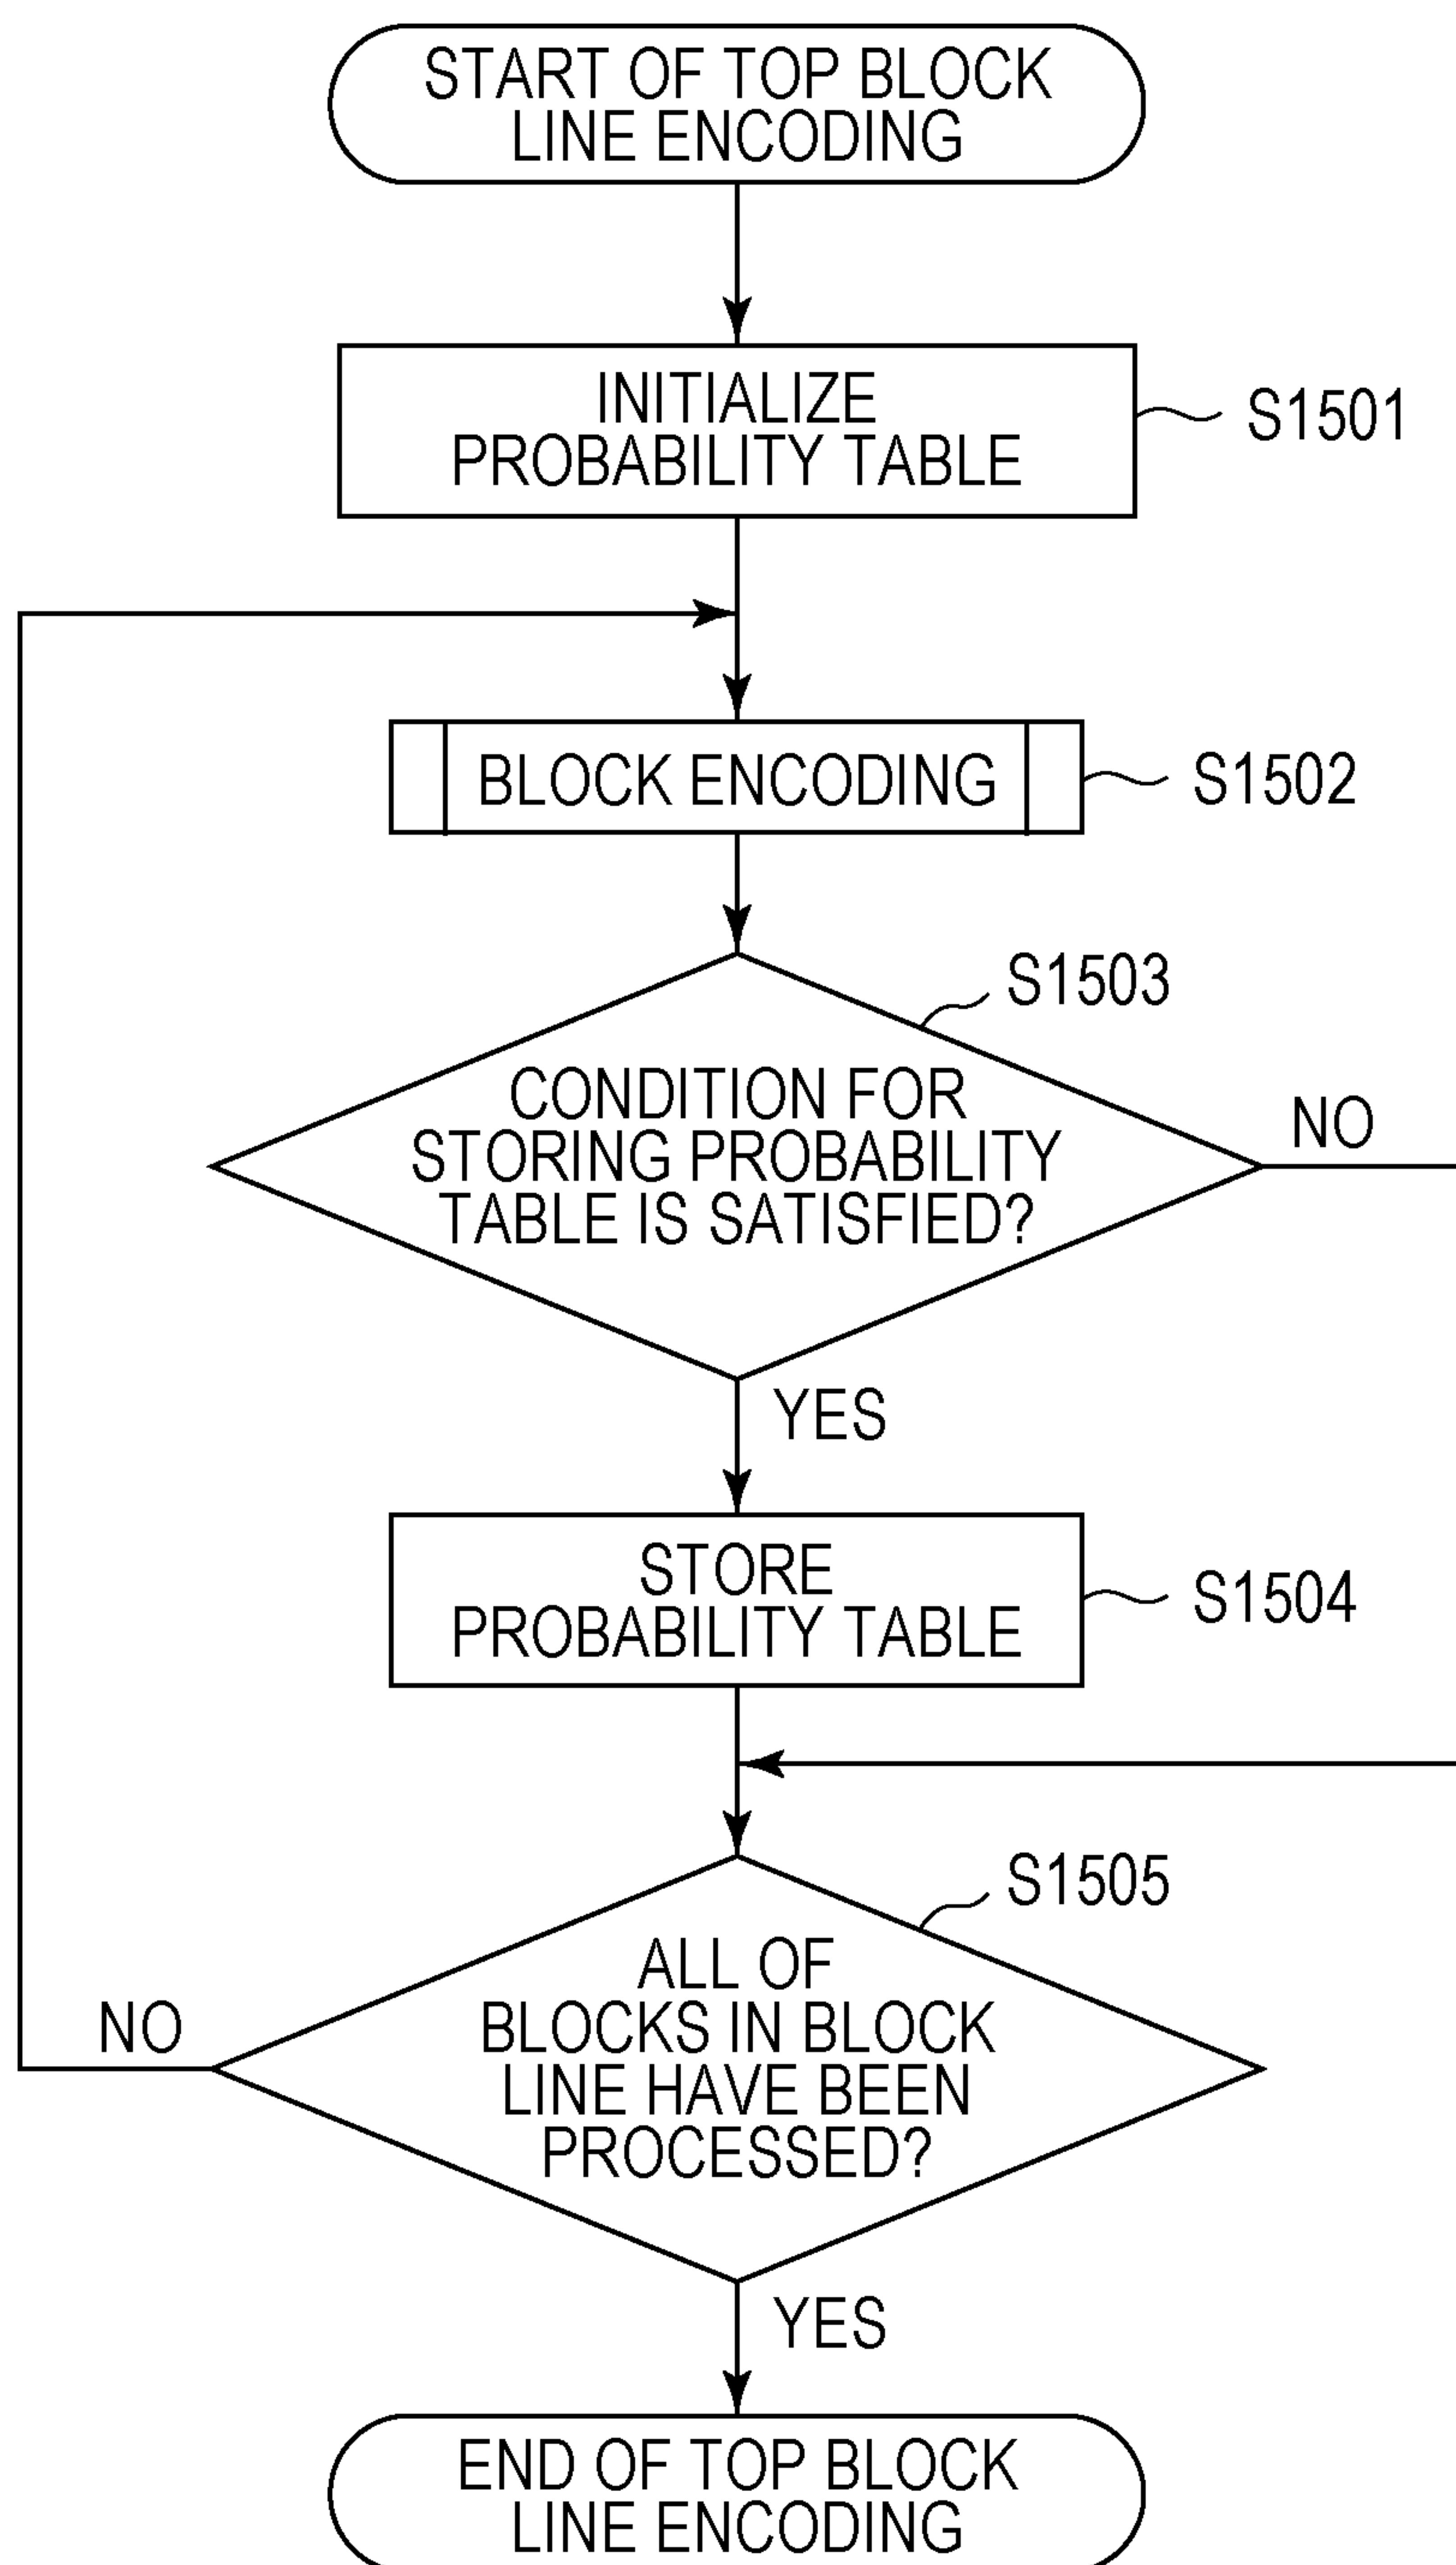 START OF TOP BLOCK
LINE ENCODING
INITIALIZE
PROBABILITY TABLE
S1501
BLOCK ENCODING
S1502
S1503
CONDITION FOR
STORING PROBABILITY
TABLE IS SATISFIED?
NO
YES
STORE
PROBABILITY TABLE
S1504
S1505
ALL OF
BLOCKS IN BLOCK
LINE HAVE BEEN
PROCESSED?
NO
YES
END OF TOP BLOCK
LINE ENCODING